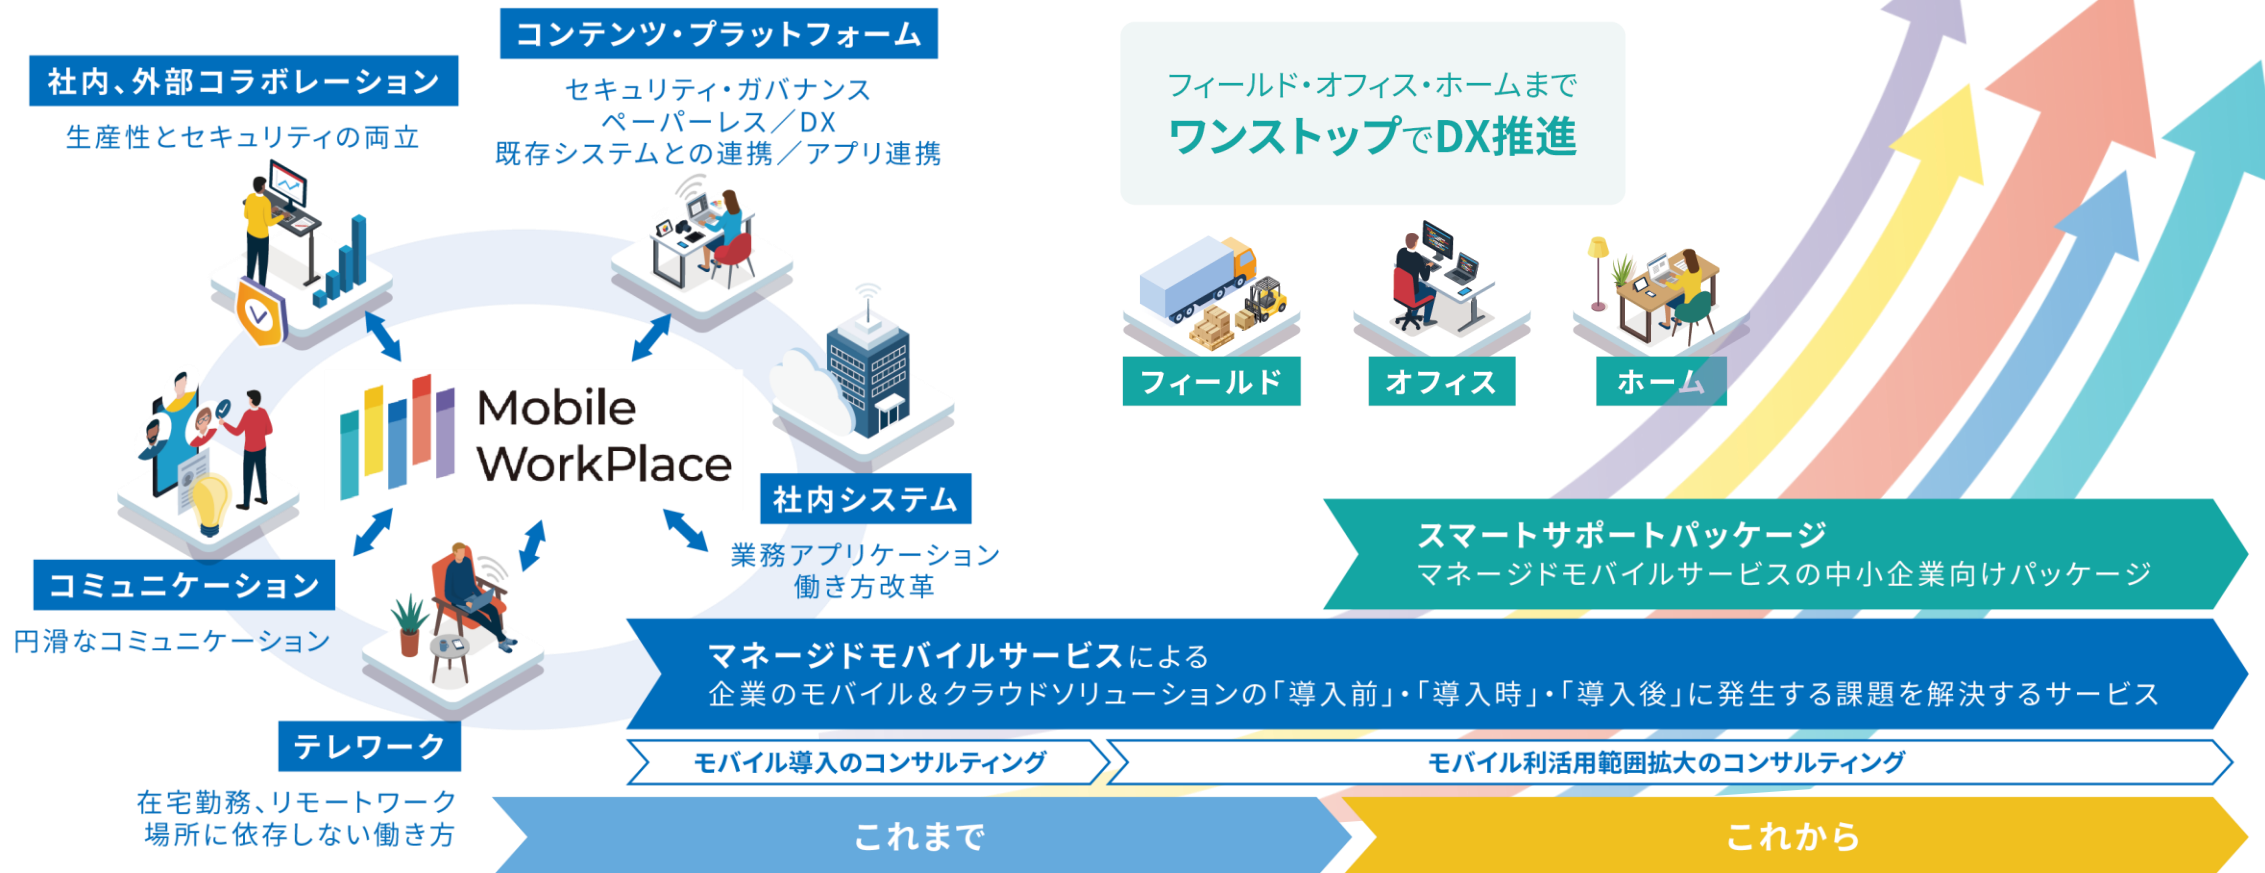 コンテンツ・プラットフォーム
セキュリティ・ガバナンス
ペーパーレス／DX
既存システムとの連携／アプリ連携
社内、外部コラボレーション
生産性とセキュリティの両立
Mobile
WorkPlace
社内システム
業務アプリケーション
働き方改革
コミュニケーション
円滑なコミュニケーション
テレワーク
在宅勤務、リモートワーク
場所に依存しない働き方
フィールド・オフィス・ホームまで
ワンストップでDX推進
フィールド
オフィス
ホーム
スマートサポートパッケージ
マネージドモバイルサービスの中小企業向けパッケージ
マネージドモバイルサービスによる
企業のモバイル＆クラウドソリューションの「導入前」・「導入時」・「導入後」に発生する課題を解決するサービス
モバイル導入のコンサルティング
モバイル利活用範囲拡大のコンサルティング
これまで
これから